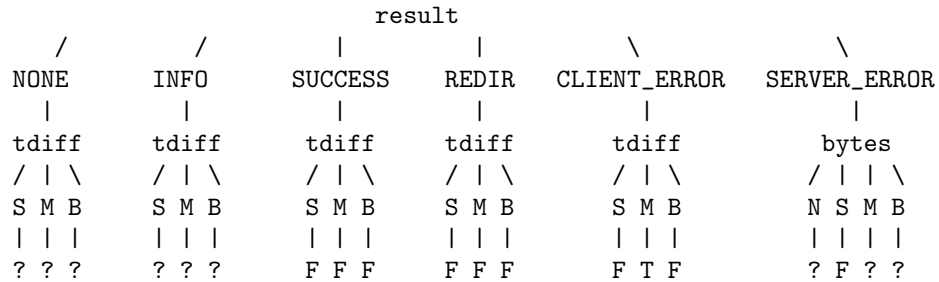 result
/ / | | \ \
NONE INFO SUCCESS REDIR CLIENT_ERROR SERVER_ERROR
| | | | | |
tdiff tdiff tdiff tdiff tdiff bytes
/ | \ / | \ / | \ / | \ / | \ / | | \
S M B S M B S M B S M B S M B N S M B
| | | | | | | | | | | | | | | | | | |
? ? ? ? ? ? F F F F F F F T F ? F ? ?